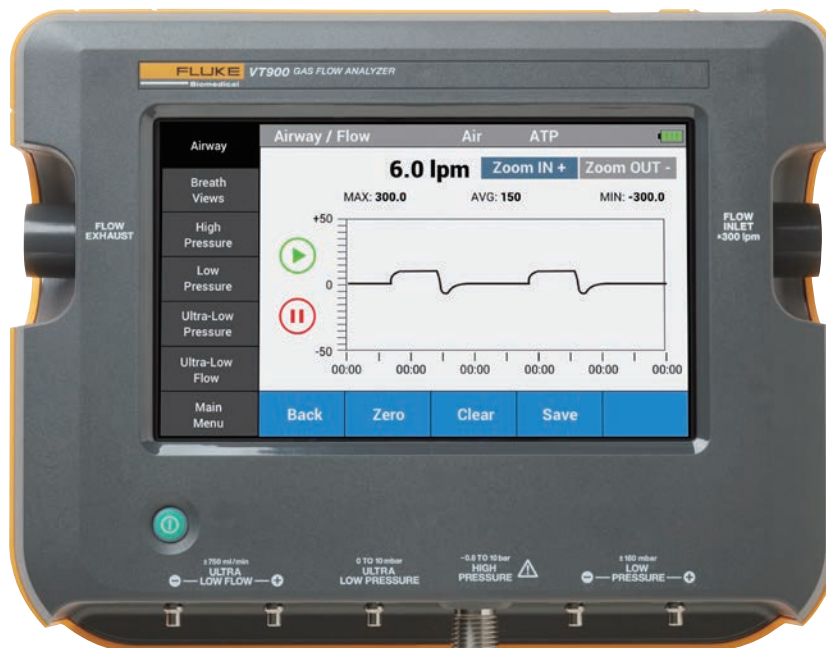 FLUKE VT900 GAS FLOW ANALYZER
Biomedical
Airway
Breath
Views
High
Pressure
Low
Pressure
Ultra-Low
Pressure
Ultra-Low
Flow
Main
Menu
Airway / Flow Air ATP
6.0 lpm Zoom IN + Zoom OUT -
MAX: 300.0 AVG: 150 MIN: -300.0
+50
0
-50
00:00 00:00 00:00 00:00 00:00 00:00
Back Zero Clear Save
FLOW
EXHAUST
FLOW
INLET
±300 lpm
±750 ml/min
ULTRA
LOW FLOW
0 TO 10 mbar
ULTRA
LOW PRESSURE
-0.8 TO 10 bar
HIGH
PRESSURE
±160 mbar
LOW
PRESSURE